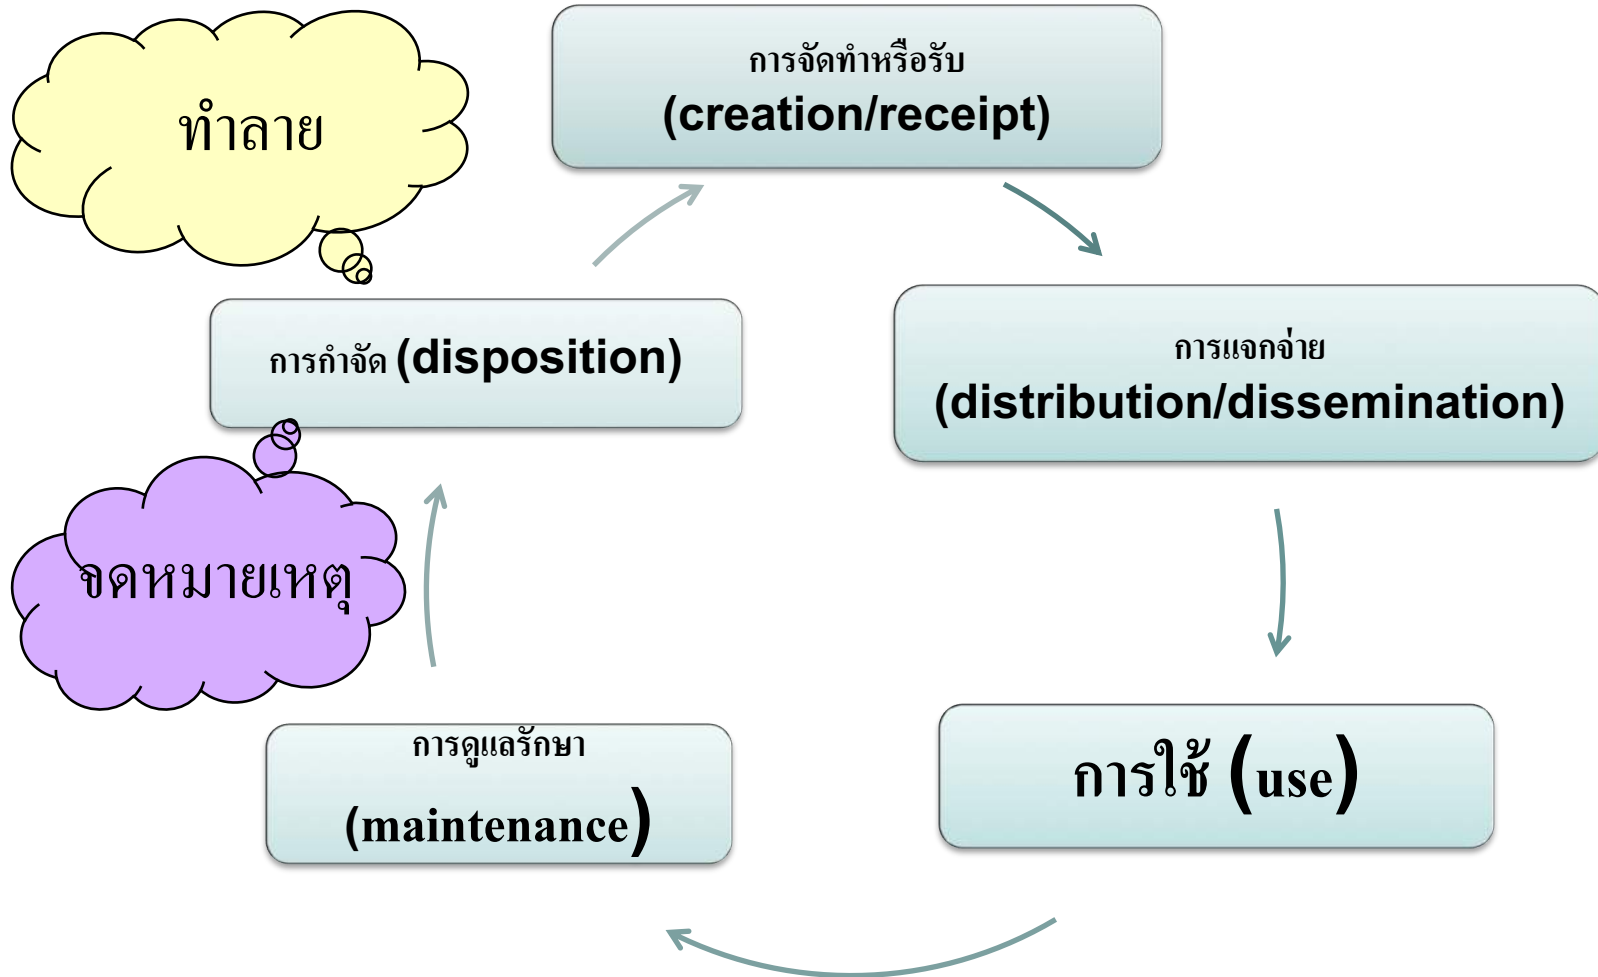 ทำลาย
การจัดทำหรือรับ
(creation/receipt)
การกำจัด (disposition)
การแจกจ่าย
(distribution/dissemination)
จดหมายเหตุ
การดูแลรักษา
(maintenance)
การใช้ (use)